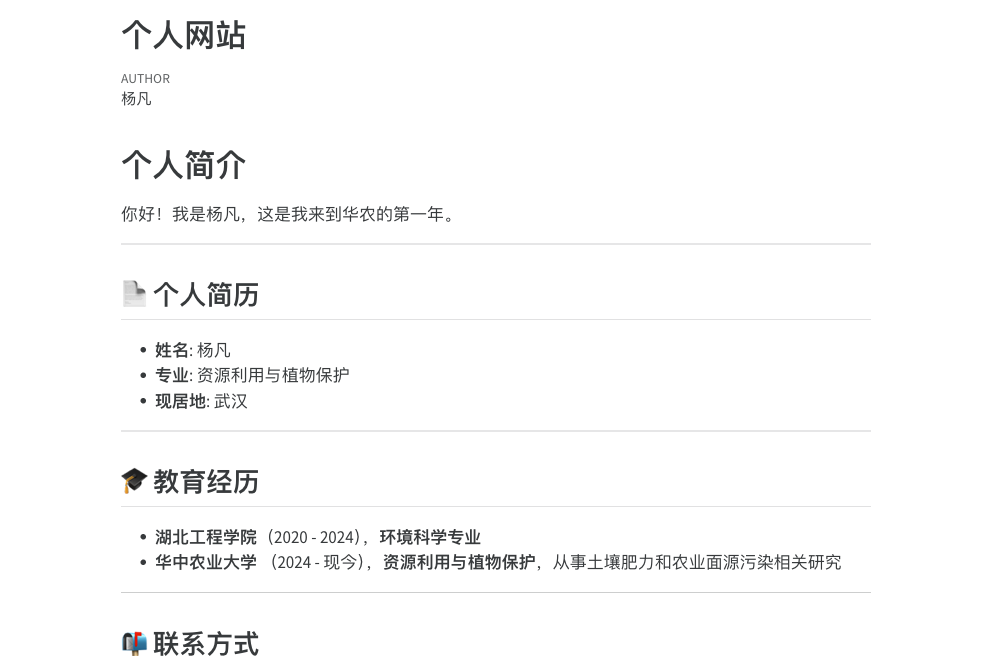 个人网站
AUTHOR
杨凡
个人简介
你好！我是杨凡，这是我来到华农的第一年。
📄 个人简历
• 姓名: 杨凡
• 专业: 资源利用与植物保护
• 现居地: 武汉
🎓 教育经历
• 湖北工程学院（2020 - 2024），环境科学专业
• 华中农业大学 （2024 - 现今），资源利用与植物保护，从事土壤肥力和农业面源污染相关研究
📬 联系方式